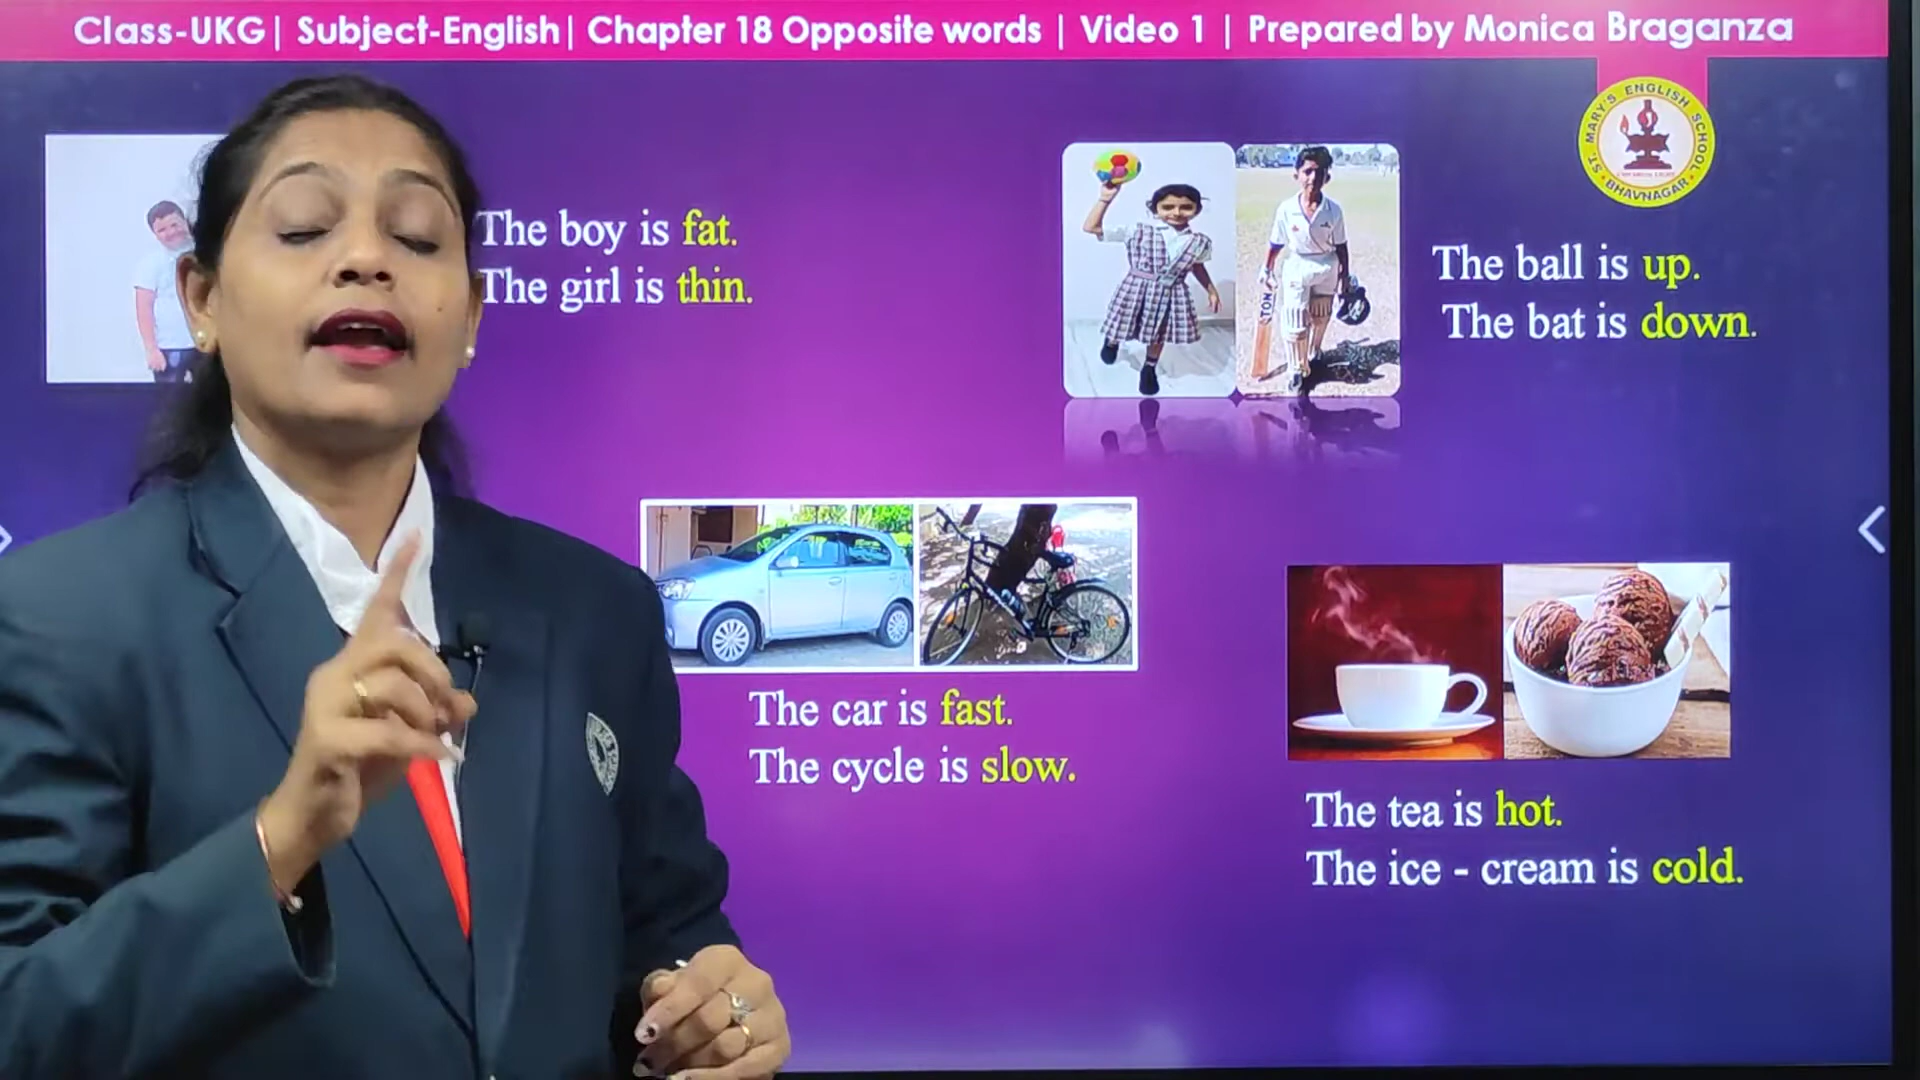 Class-UKG| Subject-English| Chapter 18 Opposite words | Video 1 | Prepared by Monica Braganza
ST. MARY'S ENGLISH SCHOOL
BHAVNAGAR
The boy is fat.
The girl is thin.
The ball is up.
The bat is down.
TON
The car is fast.
The cycle is slow.
The tea is hot.
The ice - cream is cold.